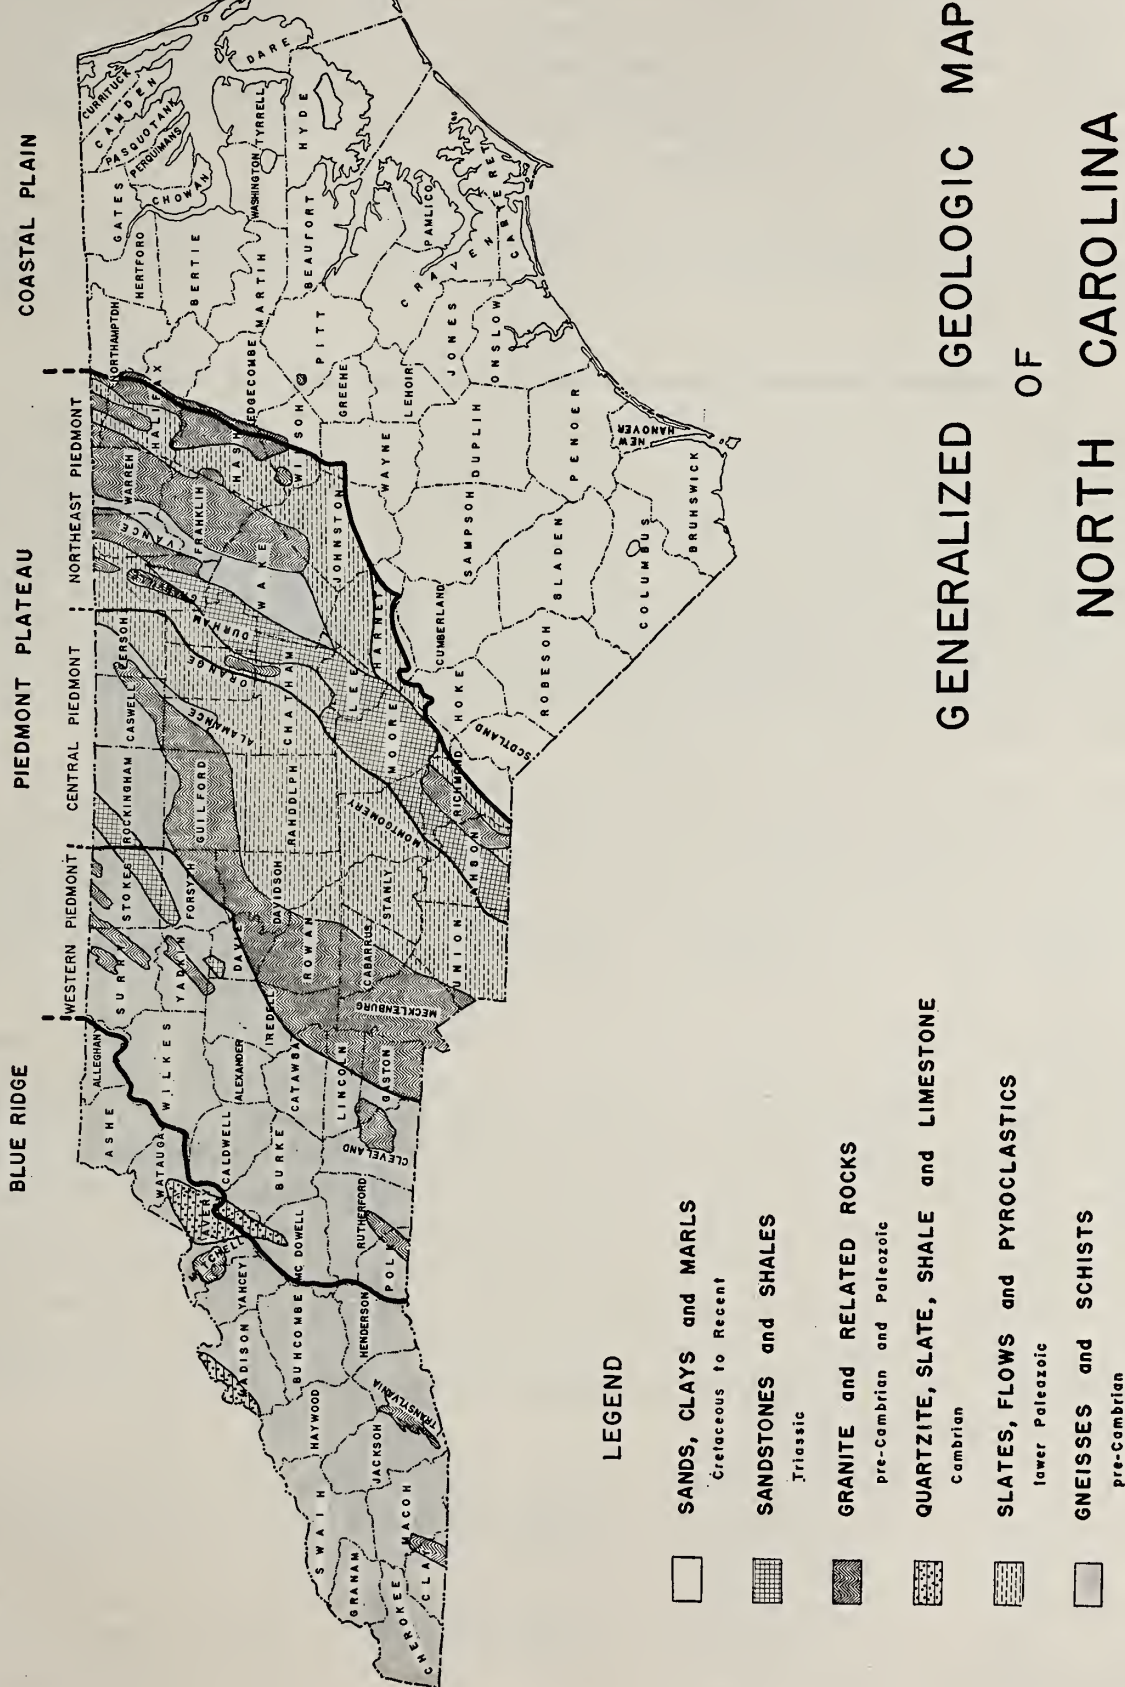 BLUE RIDGE
PIEDMONT PLATEAU
COASTAL PLAIN
WESTERN PIEDMONT
CENTRAL PIEDMONT
NORTHEAST PIEDMONT
ALLEGHANY
ASHE
SURRY
STOKES
ROCKINGHAM
CASWELL
PERSON
GRANVILLE
VANCE
WARREN
NORTHAMPTON
HALIFAX
HERTFORD
GATES
CURRITUCK
CAMDEN
PASQUOTANK
PERQUIMANS
CHOWAN
BERTIE
WATAUGA
WILKES
YADKIN
FORSYTH
GUILFORD
ALAMANCE
ORANGE
DURHAM
FRANKLIN
NASH
EDGECOMBE
MARTIN
WASHINGTON
TYRRELL
DARE
MITCHELL
AVERY
CALDWELL
ALEXANDER
IREDELL
DAVIE
DAVIDSON
RANDOLPH
CHATHAM
WAKE
WILSON
PITT
BEAUFORT
HYDE
MADISON
YANCEY
MC DOWELL
BURKE
CATAWBA
ROWAN
JOHNSTON
GREENE
SWAIN
HAYWOOD
BUNCOMBE
RUTHERFORD
LINCOLN
CABARRUS
STANLY
MONTGOMERY
MOORE
LEE
HARNETT
WAYNE
LENOIR
CRAVEN
PAMLICO
GRAHAM
JACKSON
HENDERSON
POLK
CLEVELAND
GASTON
MECKLENBURG
UNION
ANSON
RICHMOND
HOKE
CUMBERLAND
SAMPSON
DUPLIN
JONES
ONSLOW
CARTERET
CHEROKEE
CLAY
MACON
TRANSYLVANIA
SCOTLAND
ROBESON
BLADEN
PENDER
NEW
HANOVER
COLUMBUS
BRUNSWICK
LEGEND
SANDS, CLAYS and MARLS
Cretaceous to Recent
SANDSTONES and SHALES
Triassic
GRANITE and RELATED ROCKS
pre-Cambrian and Paleozoic
QUARTZITE, SLATE, SHALE and LIMESTONE
Cambrian
SLATES, FLOWS and PYROCLASTICS
lower Paleozoic
GNEISSES and SCHISTS
pre-Cambrian
GENERALIZED GEOLOGIC MAP
OF
NORTH CAROLINA